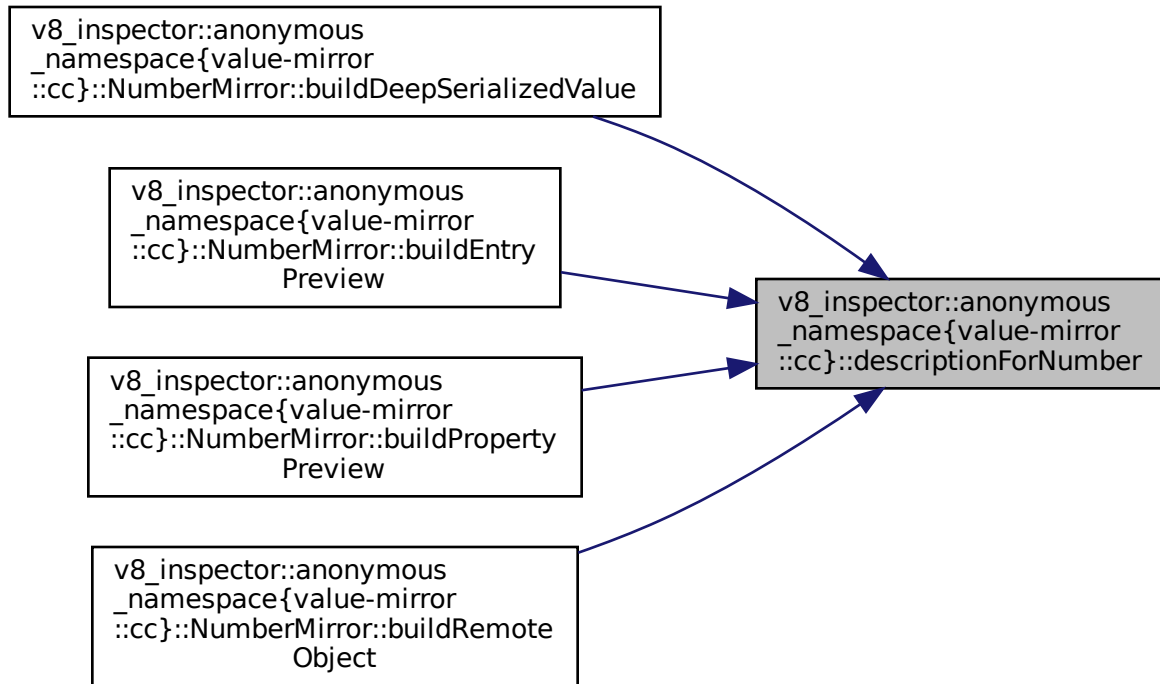 v8_inspector::anonymous
_namespace{value-mirror
::cc}::NumberMirror::buildDeepSerializedValue
v8_inspector::anonymous
_namespace{value-mirror
::cc}::NumberMirror::buildEntry
Preview
v8_inspector::anonymous
_namespace{value-mirror
::cc}::descriptionForNumber
v8_inspector::anonymous
_namespace{value-mirror
::cc}::NumberMirror::buildProperty
Preview
v8_inspector::anonymous
_namespace{value-mirror
::cc}::NumberMirror::buildRemote
Object